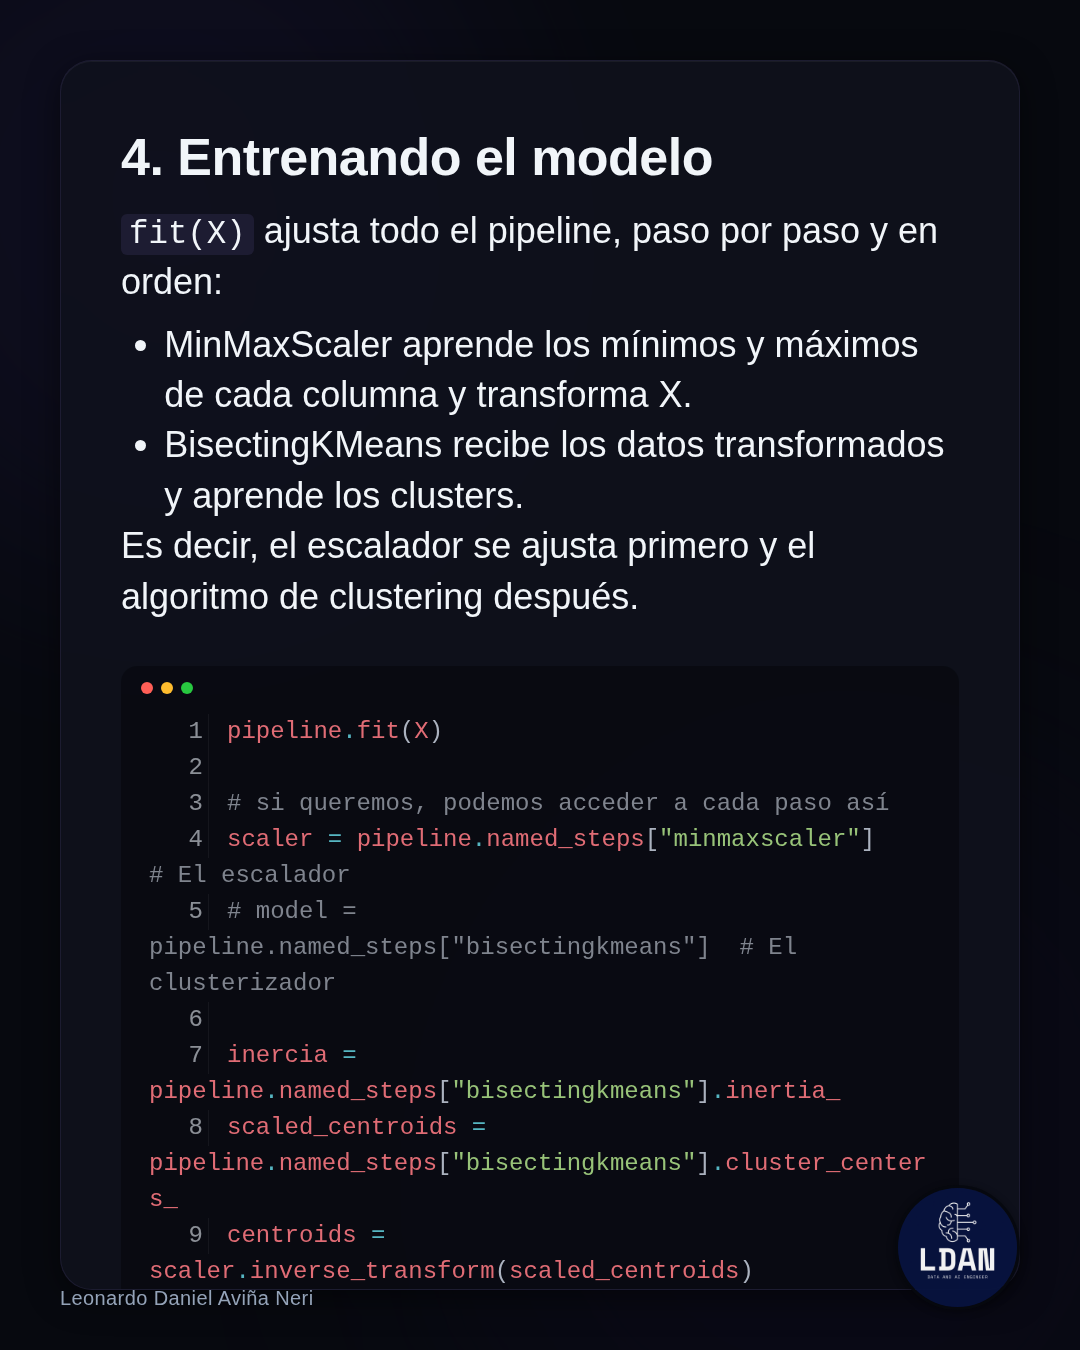 4. Entrenando el modelo
fit(X) ajusta todo el pipeline, paso por paso y en
orden:
• MinMaxScaler aprende los mínimos y máximos
de cada columna y transforma X.
• BisectingKMeans recibe los datos transformados
y aprende los clusters.
Es decir, el escalador se ajusta primero y el
algoritmo de clustering después.
1 pipeline.fit(X)
2
3 # si queremos, podemos acceder a cada paso así
4 scaler = pipeline.named_steps["minmaxscaler"]
# El escalador
5 # model =
pipeline.named_steps["bisectingkmeans"]  # El
clusterizador
6
7 inercia =
pipeline.named_steps["bisectingkmeans"].inertia_
8 scaled_centroids =
pipeline.named_steps["bisectingkmeans"].cluster_center
s_
9 centroids =
scaler.inverse_transform(scaled_centroids)
LDAN
DATA AND AI ENGINEER
Leonardo Daniel Aviña Neri